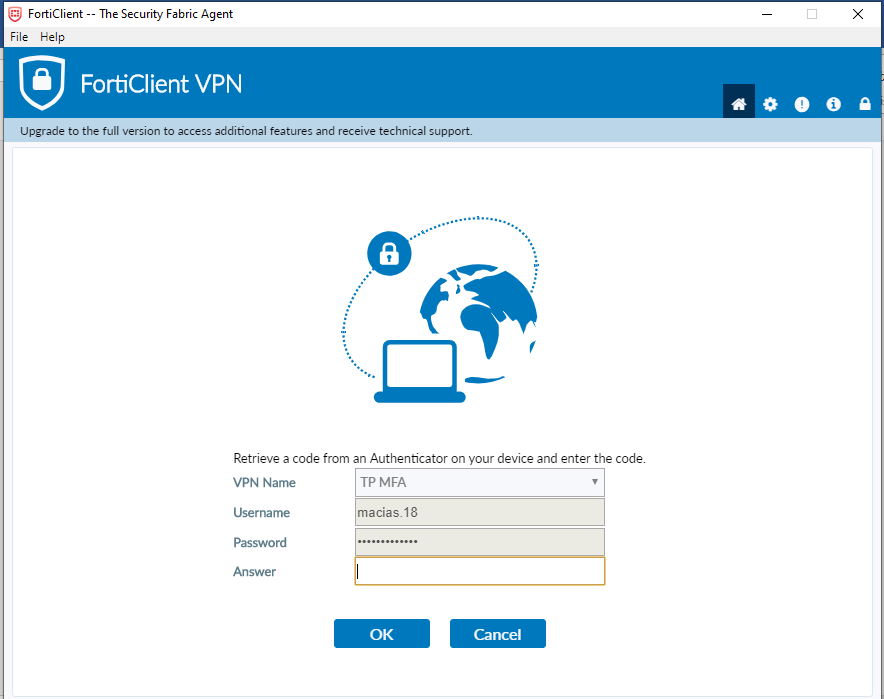 FortiClient -- The Security Fabric Agent
File Help
FortiClient VPN
Upgrade to the full version to access additional features and receive technical support.
Retrieve a code from an Authenticator on your device and enter the code.
VPN Name TP MFA
Username macias.18
Password •••••••••••••
Answer
OK Cancel